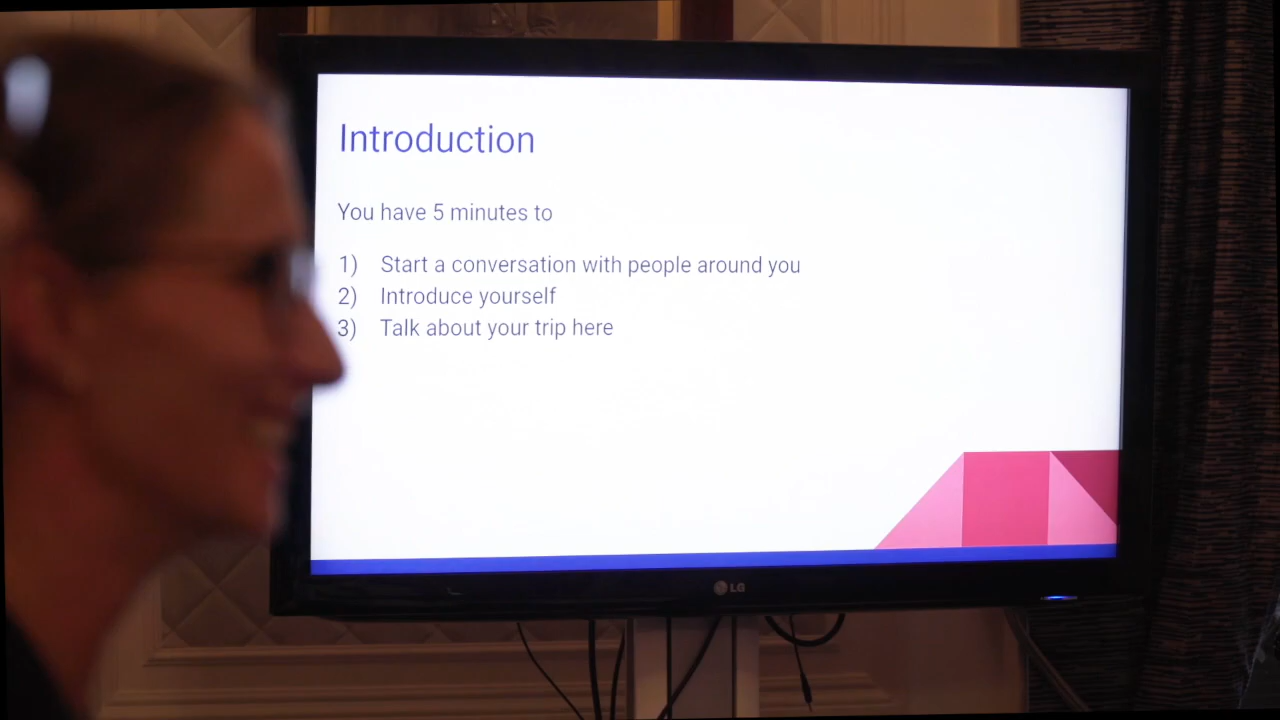 Introduction
You have 5 minutes to
1) Start a conversation with people around you
2) Introduce yourself
3) Talk about your trip here
LG